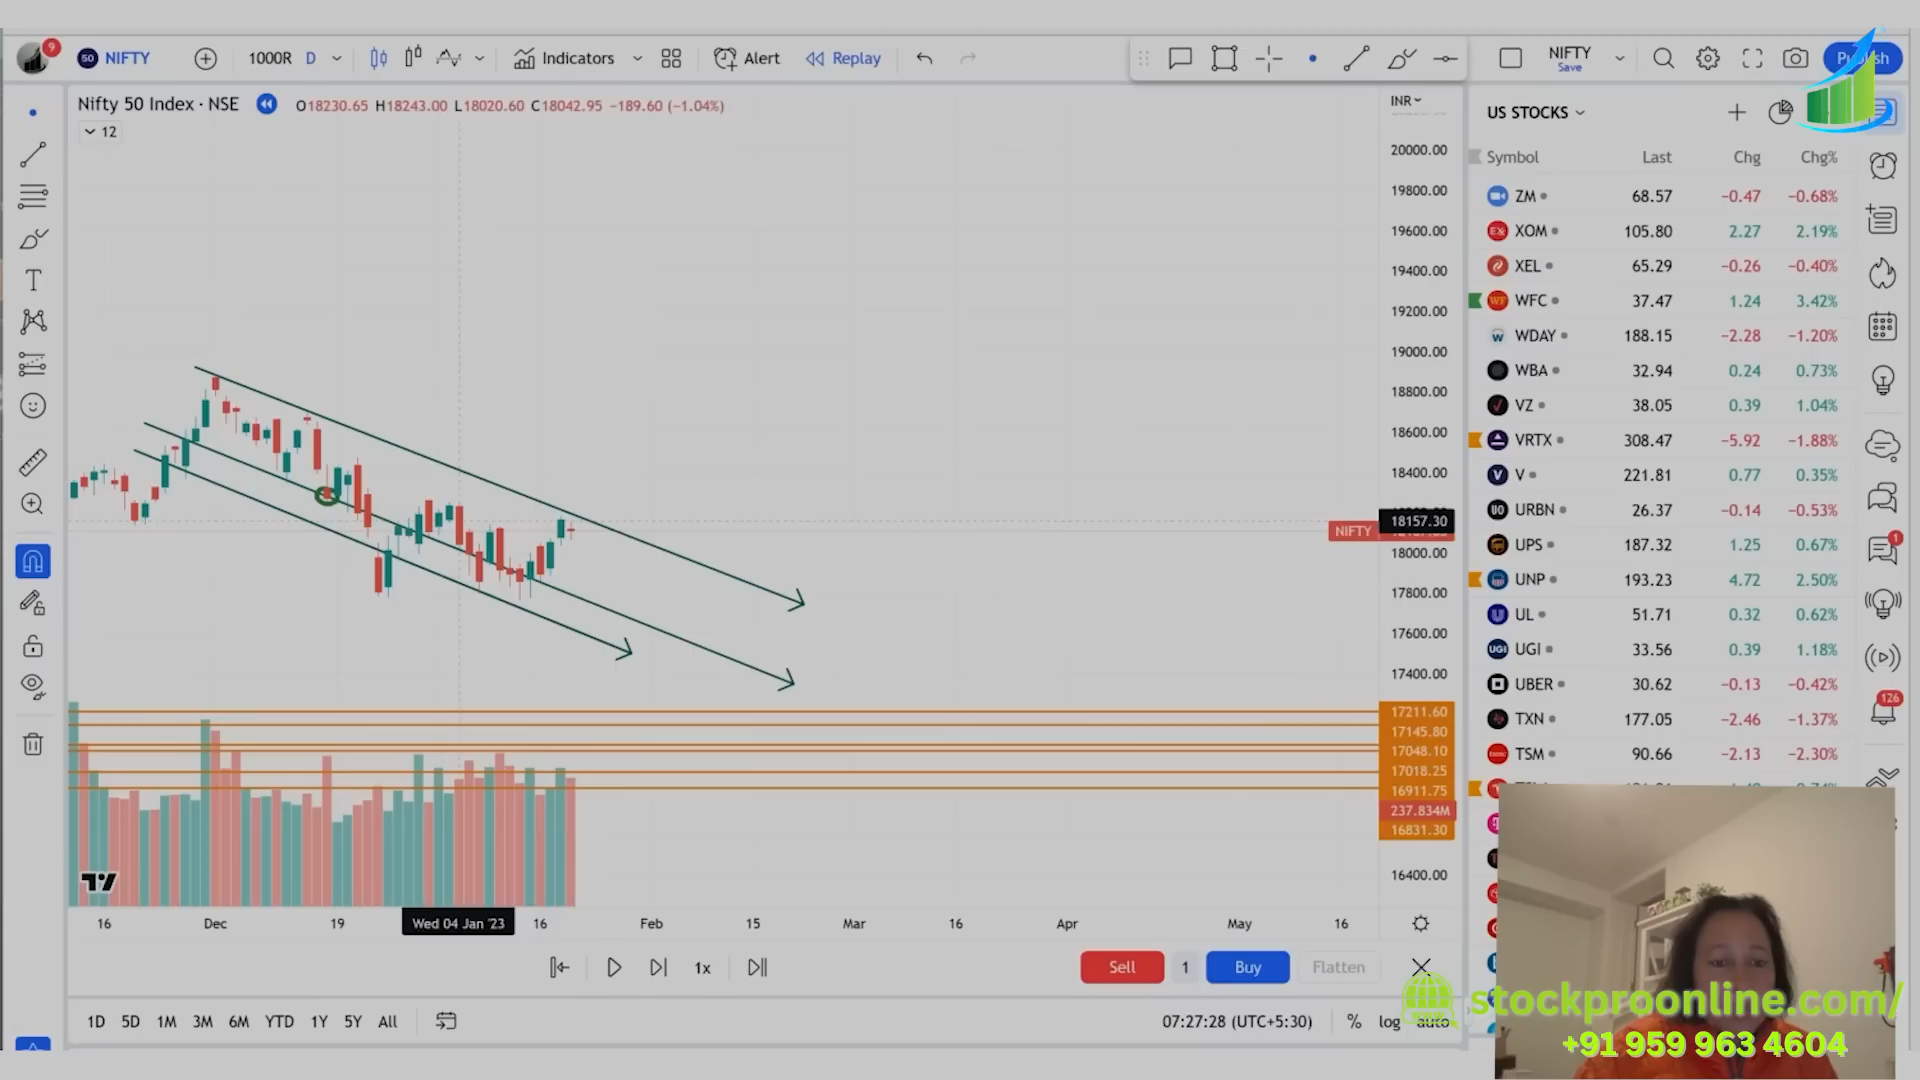 9
50 NIFTY
1000R D
Indicators
Alert
Replay
NIFTY
Save
Nifty 50 Index · NSE
O18230.65 H18243.00 L18020.60 C18042.95 −189.60 (−1.04%)
12
INR
20000.00
19800.00
19600.00
19400.00
19200.00
19000.00
18800.00
18600.00
18400.00
18157.30
NIFTY
18000.00
17800.00
17600.00
17400.00
17211.60
17145.80
17048.10
17018.25
16911.75
237.834M
16831.30
16400.00
16 Dec 19 Wed 04 Jan '23 16 Feb 15 Mar 16 Apr May 16
1x
Sell 1 Buy Flatten
1D 5D 1M 3M 6M YTD 1Y 5Y All
07:27:28 (UTC+5:30) % log auto
US STOCKS
Symbol Last Chg Chg%
ZM 68.57 −0.47 −0.68%
XOM 105.80 2.27 2.19%
XEL 65.29 −0.26 −0.40%
WFC 37.47 1.24 3.42%
WDAY 188.15 −2.28 −1.20%
WBA 32.94 0.24 0.73%
VZ 38.05 0.39 1.04%
VRTX 308.47 −5.92 −1.88%
V 221.81 0.77 0.35%
URBN 26.37 −0.14 −0.53%
UPS 187.32 1.25 0.67%
UNP 193.23 4.72 2.50%
UL 51.71 0.32 0.62%
UGI 33.56 0.39 1.18%
UBER 30.62 −0.13 −0.42%
TXN 177.05 −2.46 −1.37%
TSM 90.66 −2.13 −2.30%
1
126
stockproonline.com/
+91 959 963 4604